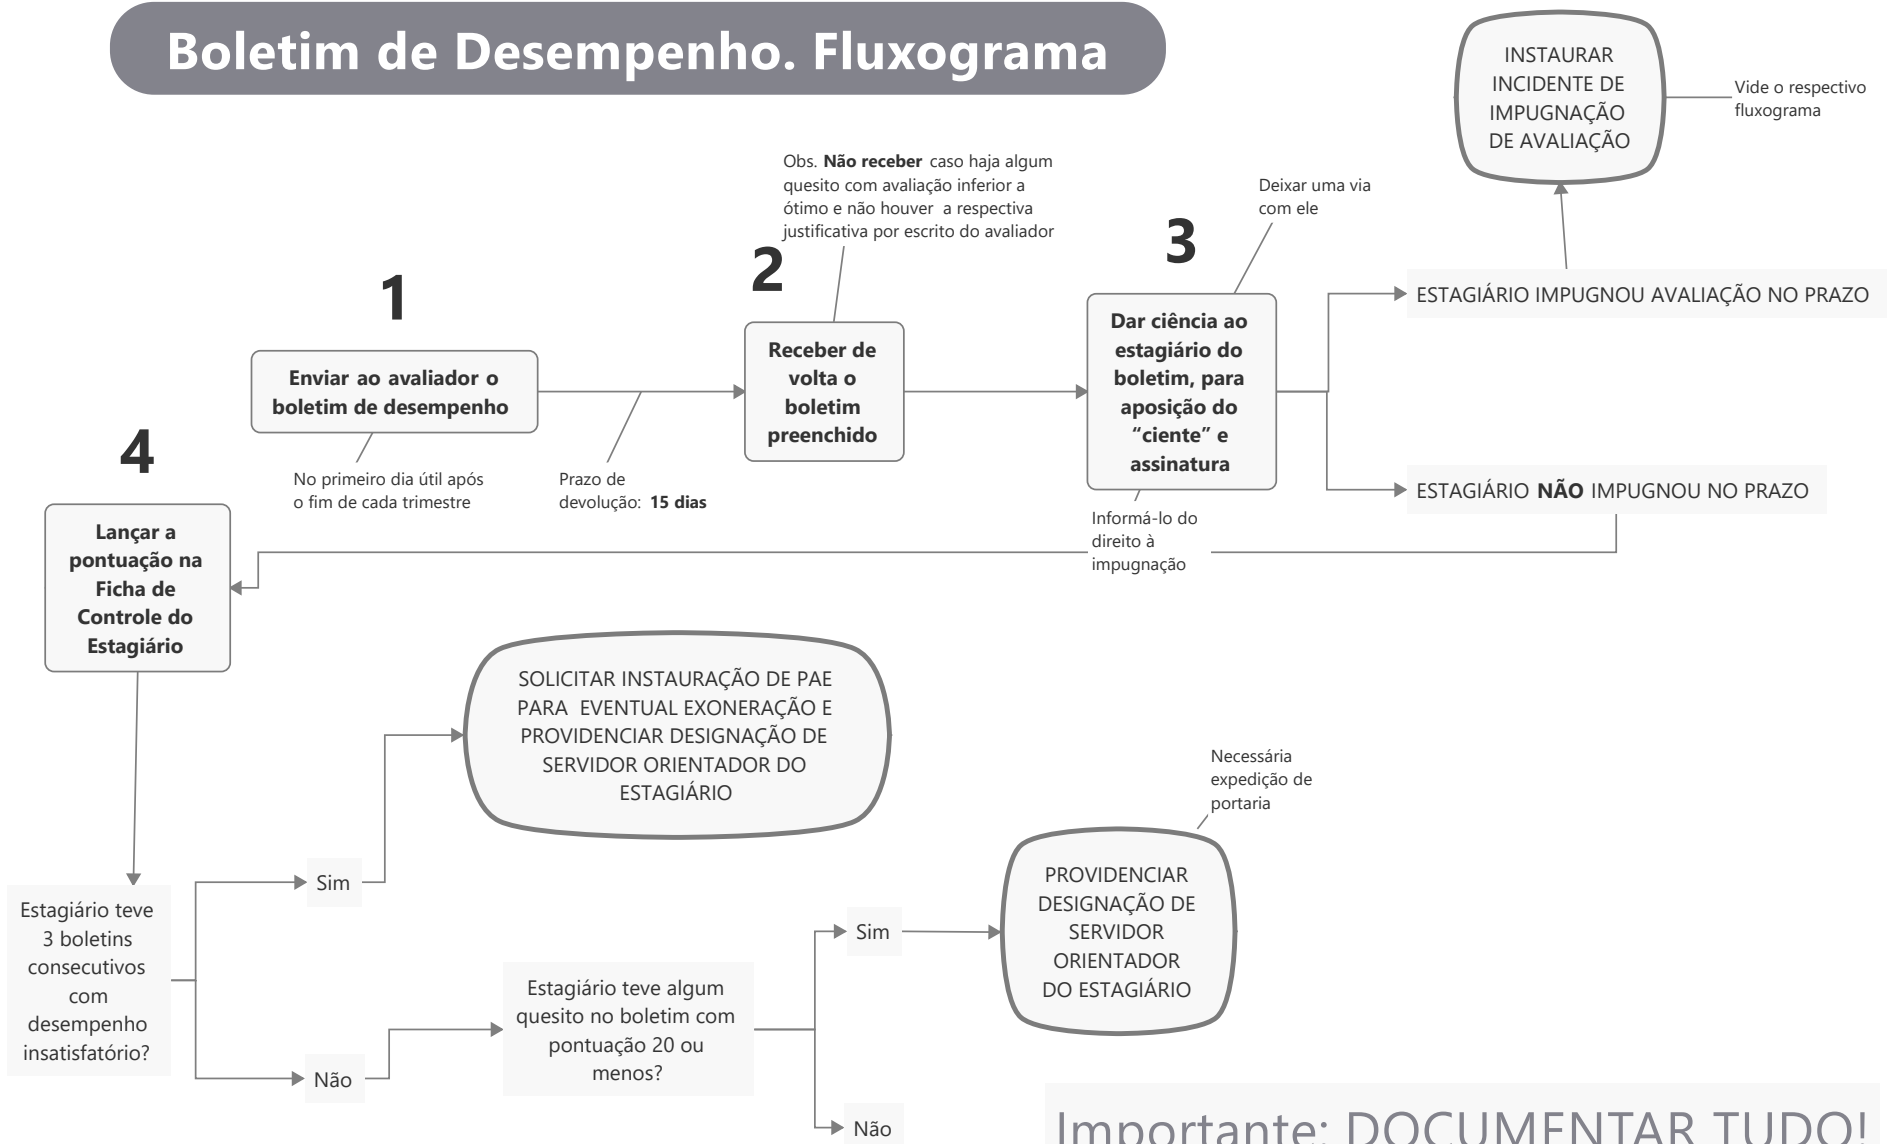 Boletim de Desempenho. Fluxograma
INSTAURAR
INCIDENTE DE
IMPUGNAÇÃO
DE AVALIAÇÃO
Vide o respectivo
fluxograma
Obs. Não receber caso haja algum
quesito com avaliação inferior a
ótimo e não houver a respectiva
justificativa por escrito do avaliador
Deixar uma via
com ele
1
2
3
ESTAGIÁRIO IMPUGNOU AVALIAÇÃO NO PRAZO
Enviar ao avaliador o
boletim de desempenho
Receber de
volta o
boletim
preenchido
Dar ciência ao
estagiário do
boletim, para
aposição do
“ciente” e
assinatura
No primeiro dia útil após
o fim de cada trimestre
Prazo de
devolução: 15 dias
ESTAGIÁRIO NÃO IMPUGNOU NO PRAZO
Informá-lo do
direito à
impugnação
4
Lançar a
pontuação na
Ficha de
Controle do
Estagiário
SOLICITAR INSTAURAÇÃO DE PAE
PARA EVENTUAL EXONERAÇÃO E
PROVIDENCIAR DESIGNAÇÃO DE
SERVIDOR ORIENTADOR DO
ESTAGIÁRIO
Necessária
expedição de
portaria
Estagiário teve
3 boletins
consecutivos
com
desempenho
insatisfatório?
Sim
Não
Estagiário teve algum
quesito no boletim com
pontuação 20 ou
menos?
Sim
PROVIDENCIAR
DESIGNAÇÃO DE
SERVIDOR
ORIENTADOR
DO ESTAGIÁRIO
Não
Importante: DOCUMENTAR TUDO!